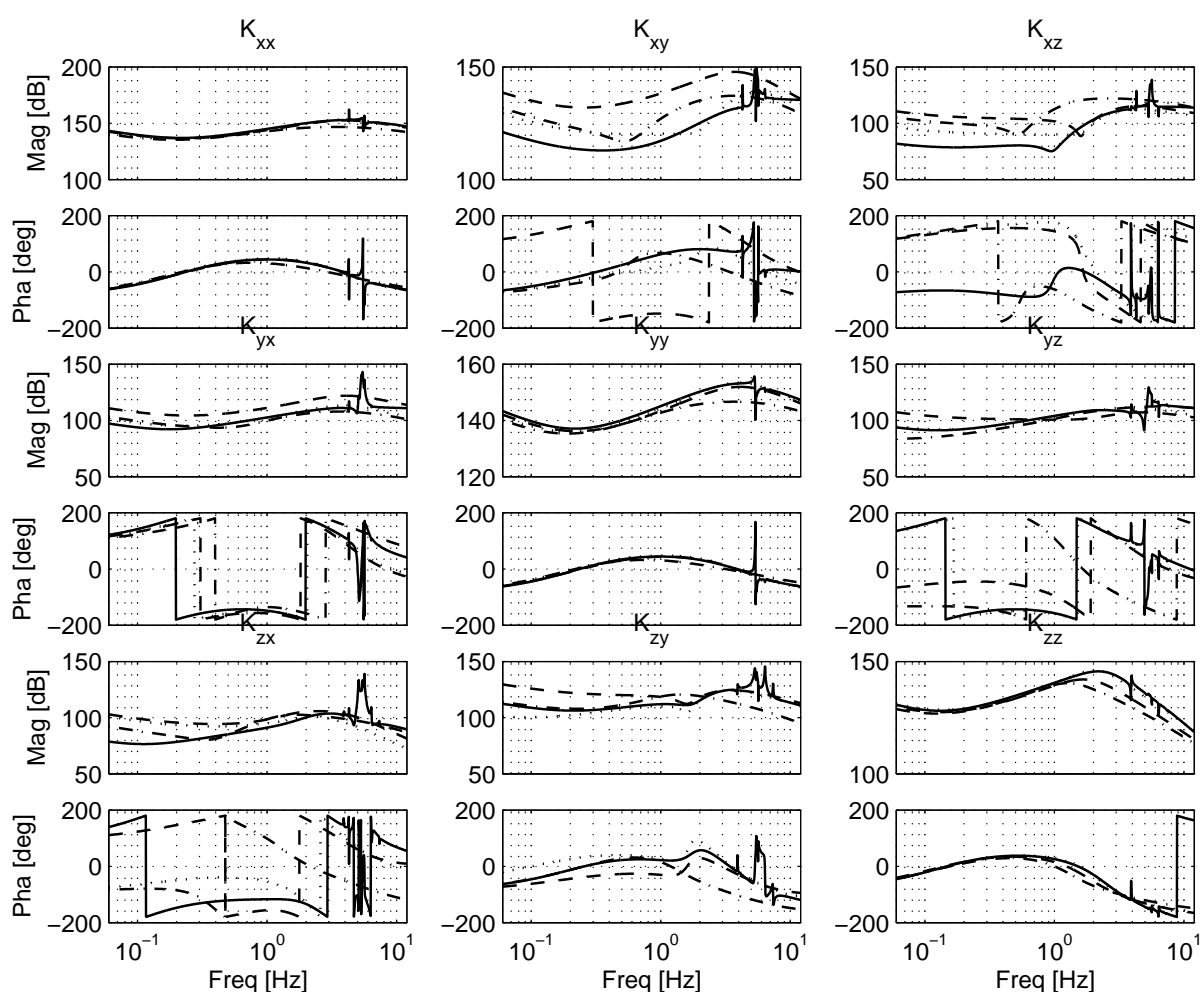 K_xx K_xy K_xz
Mag [dB] 200 150 100 150 100 150 100 50
Pha [deg] 200 0 −200 200 0 −200 200 0 −200
K_yx K_yy K_yz
Mag [dB] 150 100 50 160 140 120 150 100 50
Pha [deg] 200 0 −200 200 0 −200 200 0 −200
K_zx K_zy K_zz
Mag [dB] 150 100 50 150 100 50 150 100
Pha [deg] 200 0 −200 200 0 −200 200 0 −200
10^−1 10^0 10^1 10^−1 10^0 10^1 10^−1 10^0 10^1
Freq [Hz] Freq [Hz] Freq [Hz]